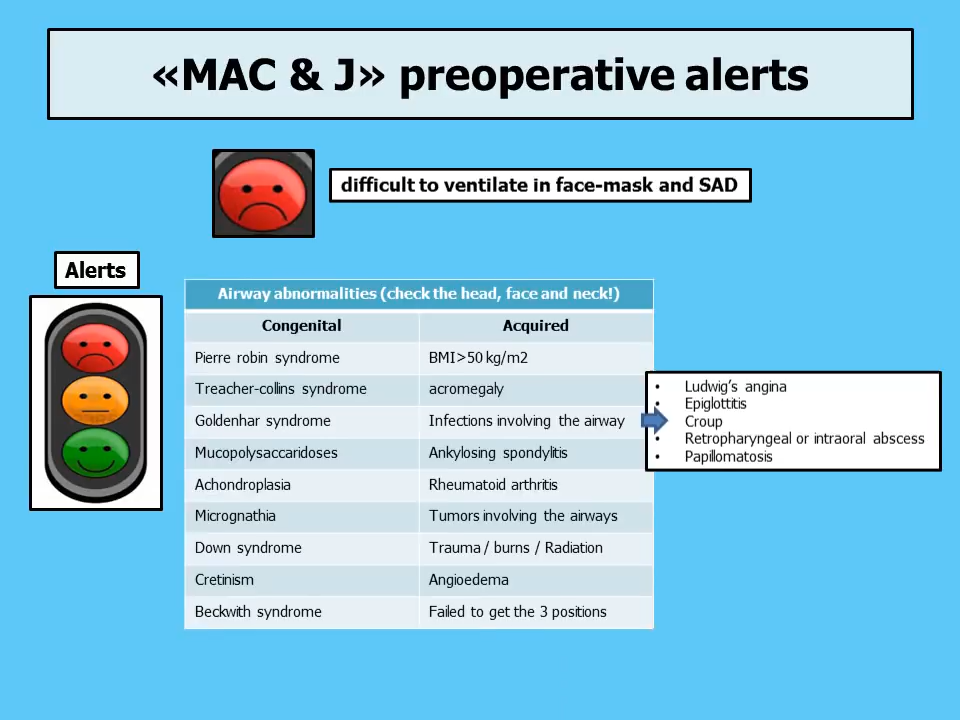 «MAC & J» preoperative alerts
difficult to ventilate in face-mask and SAD
Alerts
Airway abnormalities (check the head, face and neck!)
Congenital Acquired
Pierre robin syndrome BMI>50 kg/m2
Treacher-collins syndrome acromegaly
Goldenhar syndrome Infections involving the airway
Mucopolysaccaridoses Ankylosing spondylitis
Achondroplasia Rheumatoid arthritis
Micrognathia Tumors involving the airways
Down syndrome Trauma / burns / Radiation
Cretinism Angioedema
Beckwith syndrome Failed to get the 3 positions
• Ludwig's angina
• Epiglottitis
• Croup
• Retropharyngeal or intraoral abscess
• Papillomatosis